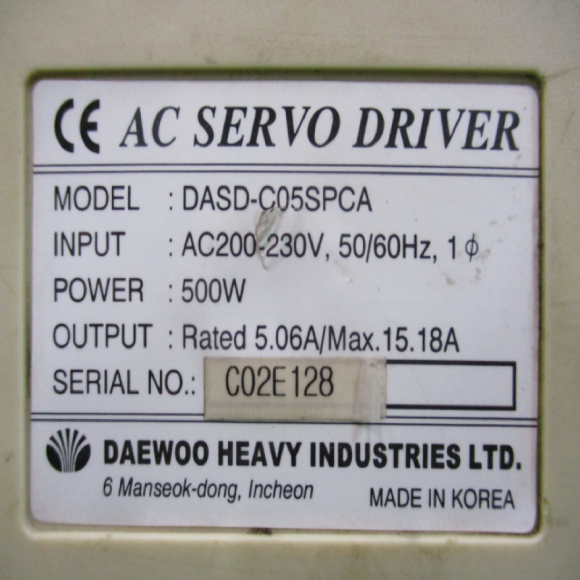 CE AC SERVO DRIVER
MODEL : DASD-C05SPCA
INPUT : AC200-230V, 50/60Hz, 1ϕ
POWER : 500W
OUTPUT : Rated 5.06A/Max.15.18A
SERIAL NO.: C02E128
DAEWOO HEAVY INDUSTRIES LTD.
6 Manseok-dong, Incheon MADE IN KOREA